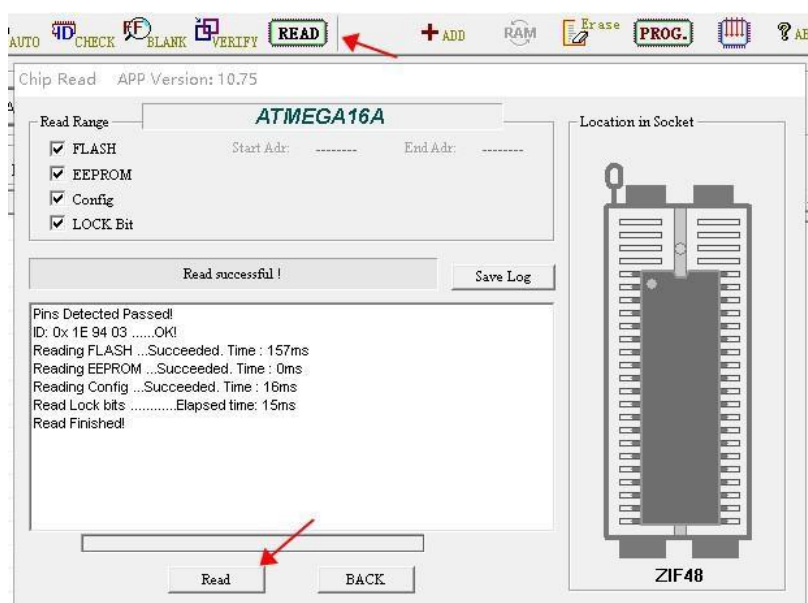 AUTO ID CHECK FF BLANK VERIFY READ + ADD RAM Erase PROG. ? AB
Chip Read APP Version: 10.75
Read Range ATMEGA16A Location in Socket
FLASH Start Adr: -------- End Adr: --------
EEPROM
Config
LOCK Bit
Read successful ! Save Log
Pins Detected Passed!
ID: 0x 1E 94 03 ......OK!
Reading FLASH ...Succeeded. Time : 157ms
Reading EEPROM ...Succeeded. Time : 0ms
Reading Config ...Succeeded. Time : 16ms
Read Lock bits ...........Elapsed time: 15ms
Read Finished!
Read BACK ZIF48